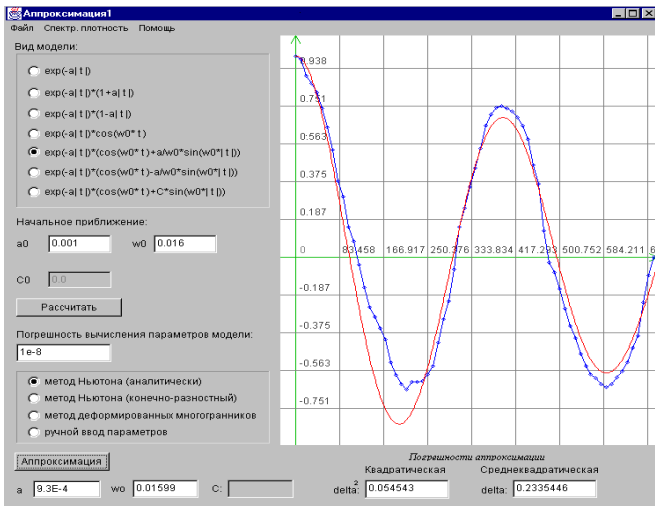 Аппроксимация1
Файл Спектр. плотность Помощь
Вид модели:
exp(-a| t |)
exp(-a| t |)*(1+a| t |)
exp(-a| t |)*(1-a| t |)
exp(-a| t |)*cos(w0* t )
exp(-a| t |)*(cos(w0* t )+a/w0*sin(w0*| t |))
exp(-a| t |)*(cos(w0* t )-a/w0*sin(w0*| t |))
exp(-a| t |)*(cos(w0* t )+C*sin(w0*| t |))
Начальное приближение:
a0 0.001 w0 0.016
C0 0.0
Рассчитать
Погрешность вычисления параметров модели:
1e-8
метод Ньютона (аналитически)
метод Ньютона (конечно-разностный)
метод деформированных многогранников
ручной ввод параметров
Аппроксимация
a 9.3E-4 wo 0.01599 C:
0.938
0.751
0.563
0.375
0.187
0 83.458 166.917 250.376 333.834 417.293 500.752 584.211 6
-0.187
-0.375
-0.563
-0.751
Погрешности аппроксимации
Квадратическая Среднеквадратическая
delta:² 0.054543 delta: 0.2335446